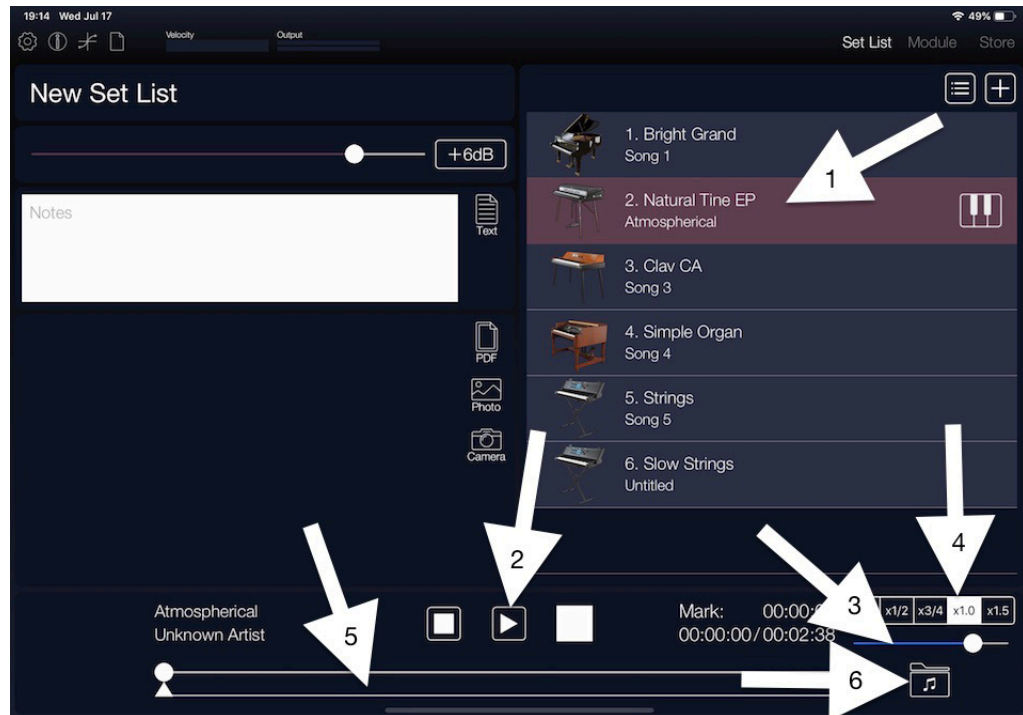 19:14 Wed Jul 17
49%
Velocity
Output
Set List Module Store
New Set List
+6dB
Notes
Text
PDF
Photo
Camera
1. Bright Grand
Song 1
1
2. Natural Tine EP
Atmospherical
3. Clav CA
Song 3
4. Simple Organ
Song 4
5. Strings
Song 5
6. Slow Strings
Untitled
2
4
Atmospherical
Unknown Artist
5
Mark: 00:00:
00:00:00/00:02:38
3
x1/2 x3/4 x1.0 x1.5
6